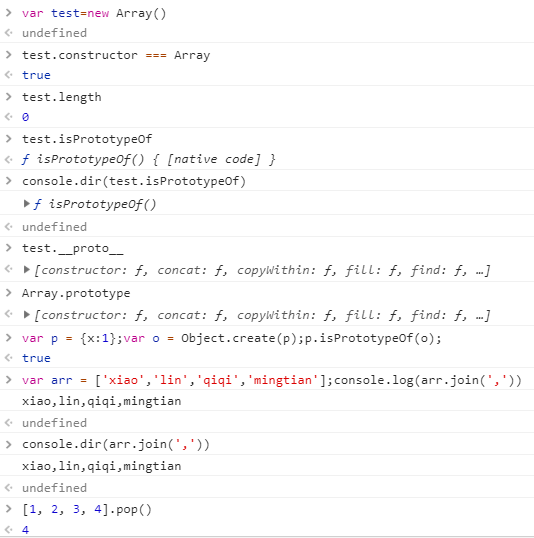 var test=new Array()
undefined
test.constructor === Array
true
test.length
0
test.isPrototypeOf
ƒ isPrototypeOf() { [native code] }
console.dir(test.isPrototypeOf)
ƒ isPrototypeOf()
undefined
test.__proto__
[constructor: ƒ, concat: ƒ, copyWithin: ƒ, fill: ƒ, find: ƒ, …]
Array.prototype
[constructor: ƒ, concat: ƒ, copyWithin: ƒ, fill: ƒ, find: ƒ, …]
var p = {x:1};var o = Object.create(p);p.isPrototypeOf(o);
true
var arr = ['xiao','lin','qiqi','mingtian'];console.log(arr.join(','))
xiao,lin,qiqi,mingtian
undefined
console.dir(arr.join(','))
xiao,lin,qiqi,mingtian
undefined
[1, 2, 3, 4].pop()
4